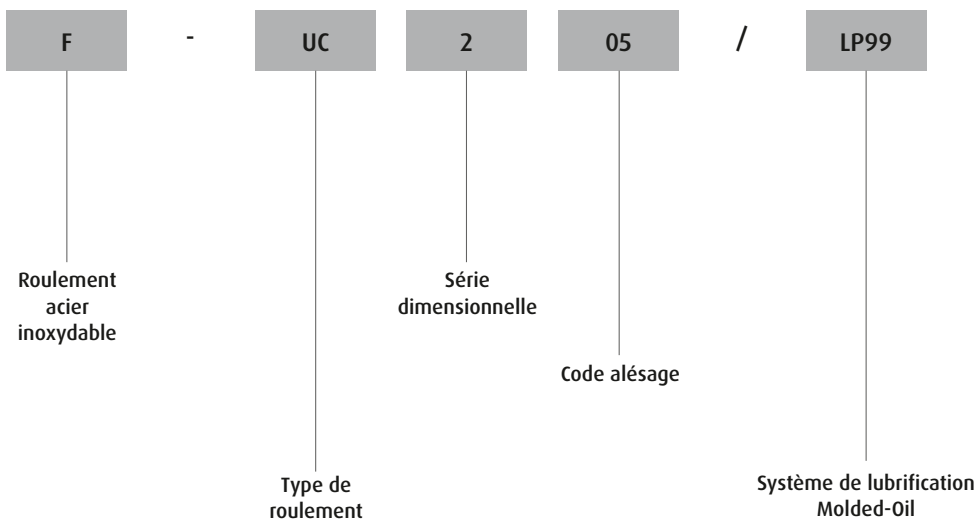 F - UC 2 05 / LP99
Roulement
acier
inoxydable
Série
dimensionnelle
Code alésage
Type de
roulement
Système de lubrification
Molded-Oil